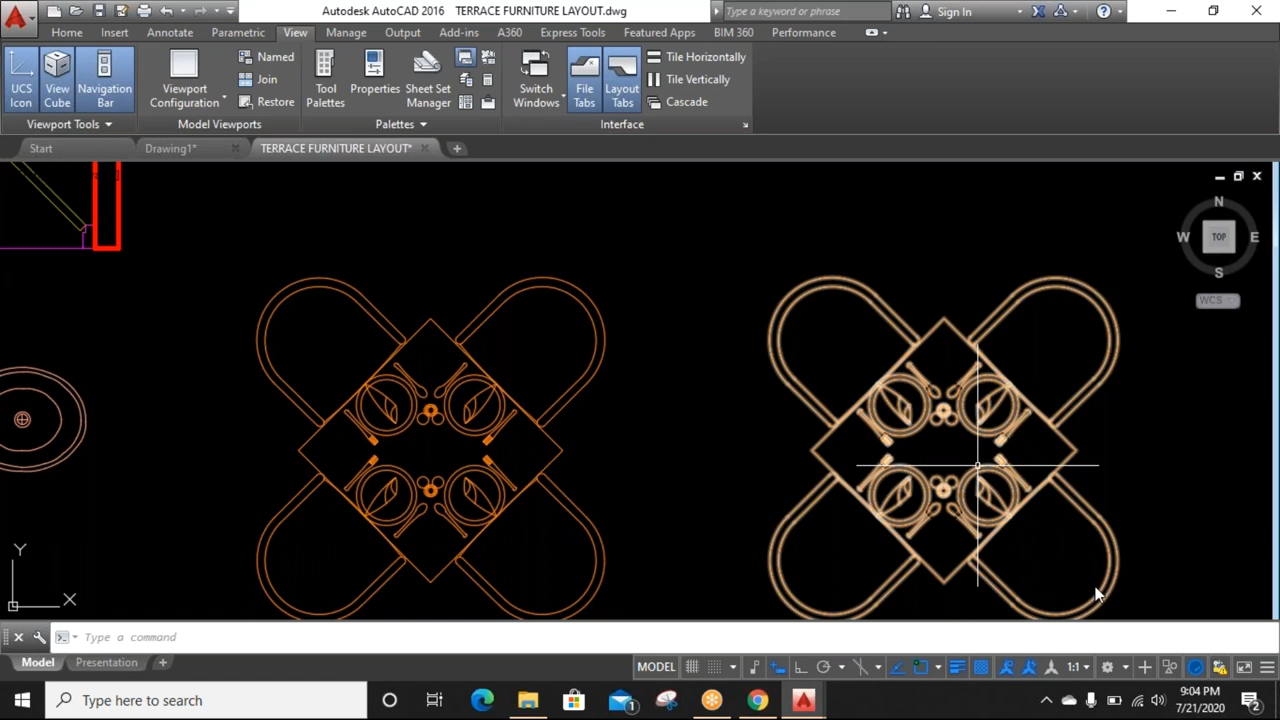 Autodesk AutoCAD 2016 TERRACE FURNITURE LAYOUT.dwg
Type a keyword or phrase
Sign In
Home Insert Annotate Parametric View Manage Output Add-ins A360 Express Tools Featured Apps BIM 360 Performance
UCS Icon
View Cube
Navigation Bar
Viewport Tools
Viewport Configuration
Named
Join
Restore
Model Viewports
Tool Palettes
Properties
Sheet Set Manager
Palettes
Switch Windows
File Tabs
Layout Tabs
Tile Horizontally
Tile Vertically
Cascade
Interface
Start Drawing1* TERRACE FURNITURE LAYOUT*
N
W TOP E
S
WCS
Y
X
Type a command
Model Presentation
MODEL 1:1
Type here to search
1
9:04 PM
7/21/2020
2